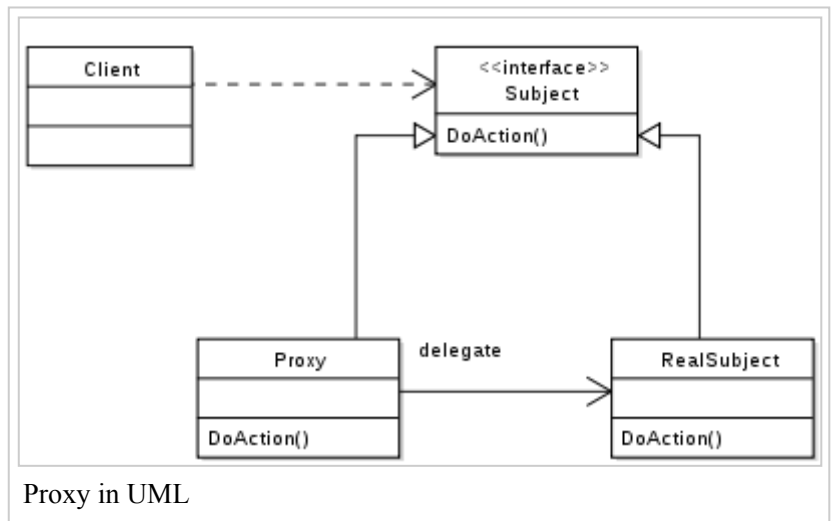 Client
<<interface>>
Subject
DoAction()
Proxy
delegate
RealSubject
DoAction()
DoAction()
Proxy in UML